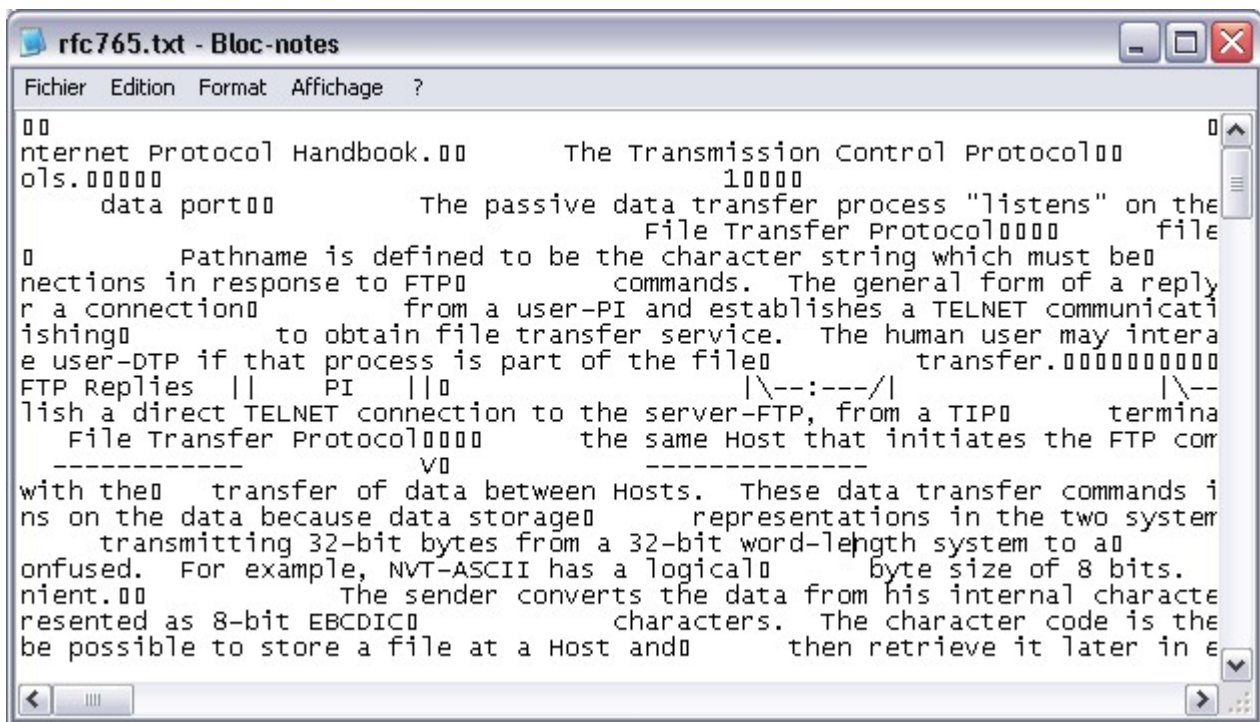 rfc765.txt - Bloc-notes
Fichier Edition Format Affichage ?
▯▯ ▯
nternet Protocol Handbook.▯▯ The Transmission Control Protocol▯▯
ols.▯▯▯▯▯ 1▯▯▯▯
data port▯▯ The passive data transfer process "listens" on the
File Transfer Protocol▯▯▯▯ file
▯ Pathname is defined to be the character string which must be▯
nections in response to FTP▯ commands. The general form of a reply
r a connection▯ from a user-PI and establishes a TELNET communicati
ishing▯ to obtain file transfer service. The human user may intera
e user-DTP if that process is part of the file▯ transfer.▯▯▯▯▯▯▯▯▯▯
FTP Replies || PI ||▯ |\--:---/| |\--
lish a direct TELNET connection to the server-FTP, from a TIP▯ termina
File Transfer Protocol▯▯▯▯ the same Host that initiates the FTP com
------------ V▯ --------------
with the▯ transfer of data between Hosts. These data transfer commands i
ns on the data because data storage▯ representations in the two system
transmitting 32-bit bytes from a 32-bit word-length system to a▯
onfused. For example, NVT-ASCII has a logical▯ byte size of 8 bits.
nient.▯▯ The sender converts the data from his internal characte
resented as 8-bit EBCDIC▯ characters. The character code is the
be possible to store a file at a Host and▯ then retrieve it later in e